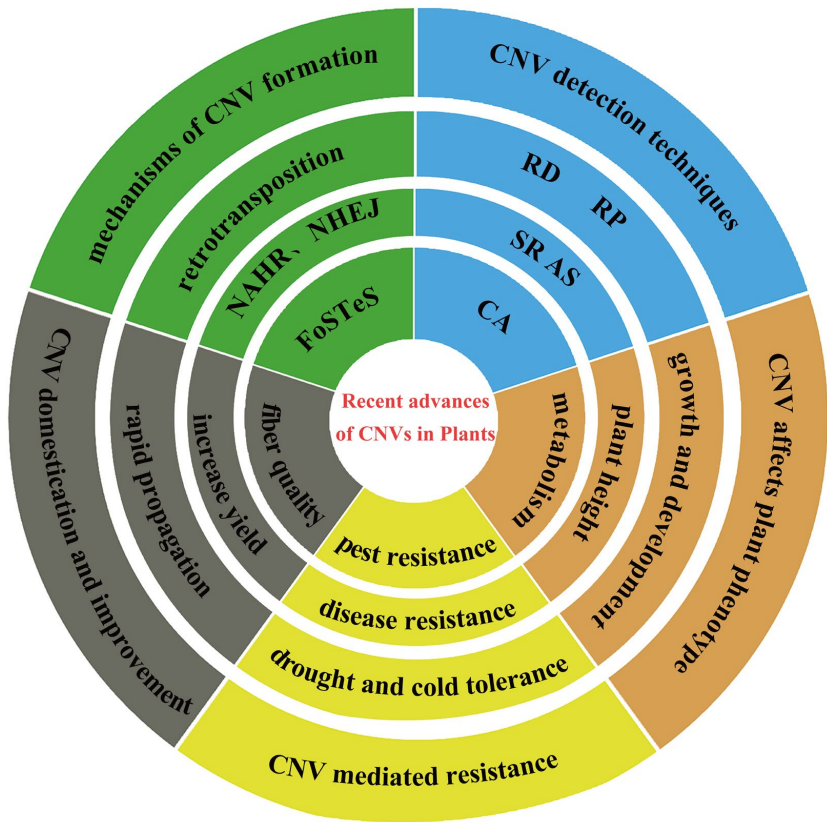 Recent advances
of CNVs in Plants
mechanisms of CNV formation
retrotransposition
NAHR、NHEJ
FoSTeS
CNV detection techniques
RD RP
SR AS
CA
CNV affects plant phenotype
growth and development
plant height
metabolism
CNV mediated resistance
drought and cold tolerance
disease resistance
pest resistance
CNV domestication and improvement
rapid propagation
increase yield
fiber quality